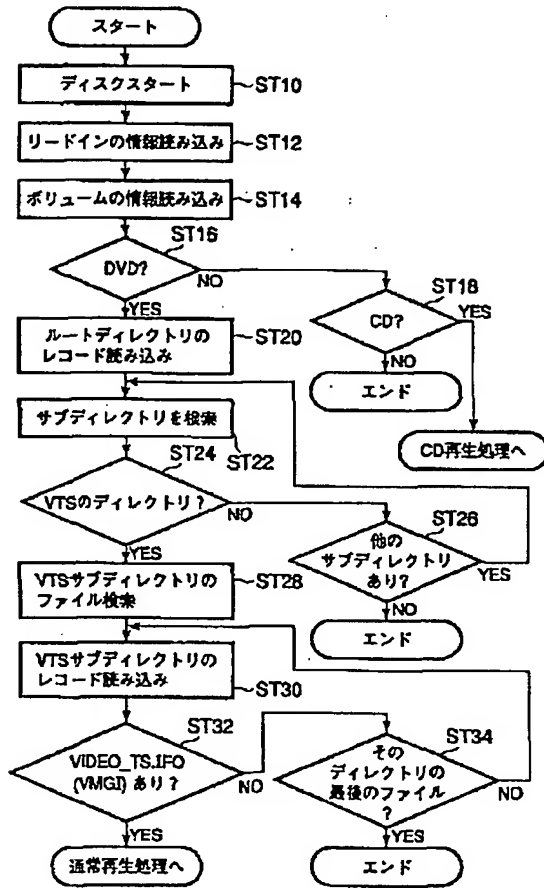 スタート
ディスクスタート
ST10
リードインの情報読み込み
ST12
ボリュームの情報読み込み
ST14
ST16
DVD?
NO
YES
ST18
CD?
YES
NO
エンド
CD再生処理へ
ルートディレクトリの
レコード読み込み
ST20
サブディレクトリを検索
ST22
ST24
VTSのディレクトリ?
NO
YES
ST26
他の
サブディレクトリ
あり?
YES
NO
エンド
VTSサブディレクトリの
ファイル検索
ST28
VTSサブディレクトリの
レコード読み込み
ST30
ST32
VIDEO_TS.IFO
(VMGI) あり?
NO
YES
通常再生処理へ
ST34
その
ディレクトリの
最後のファイル
?
NO
YES
エンド